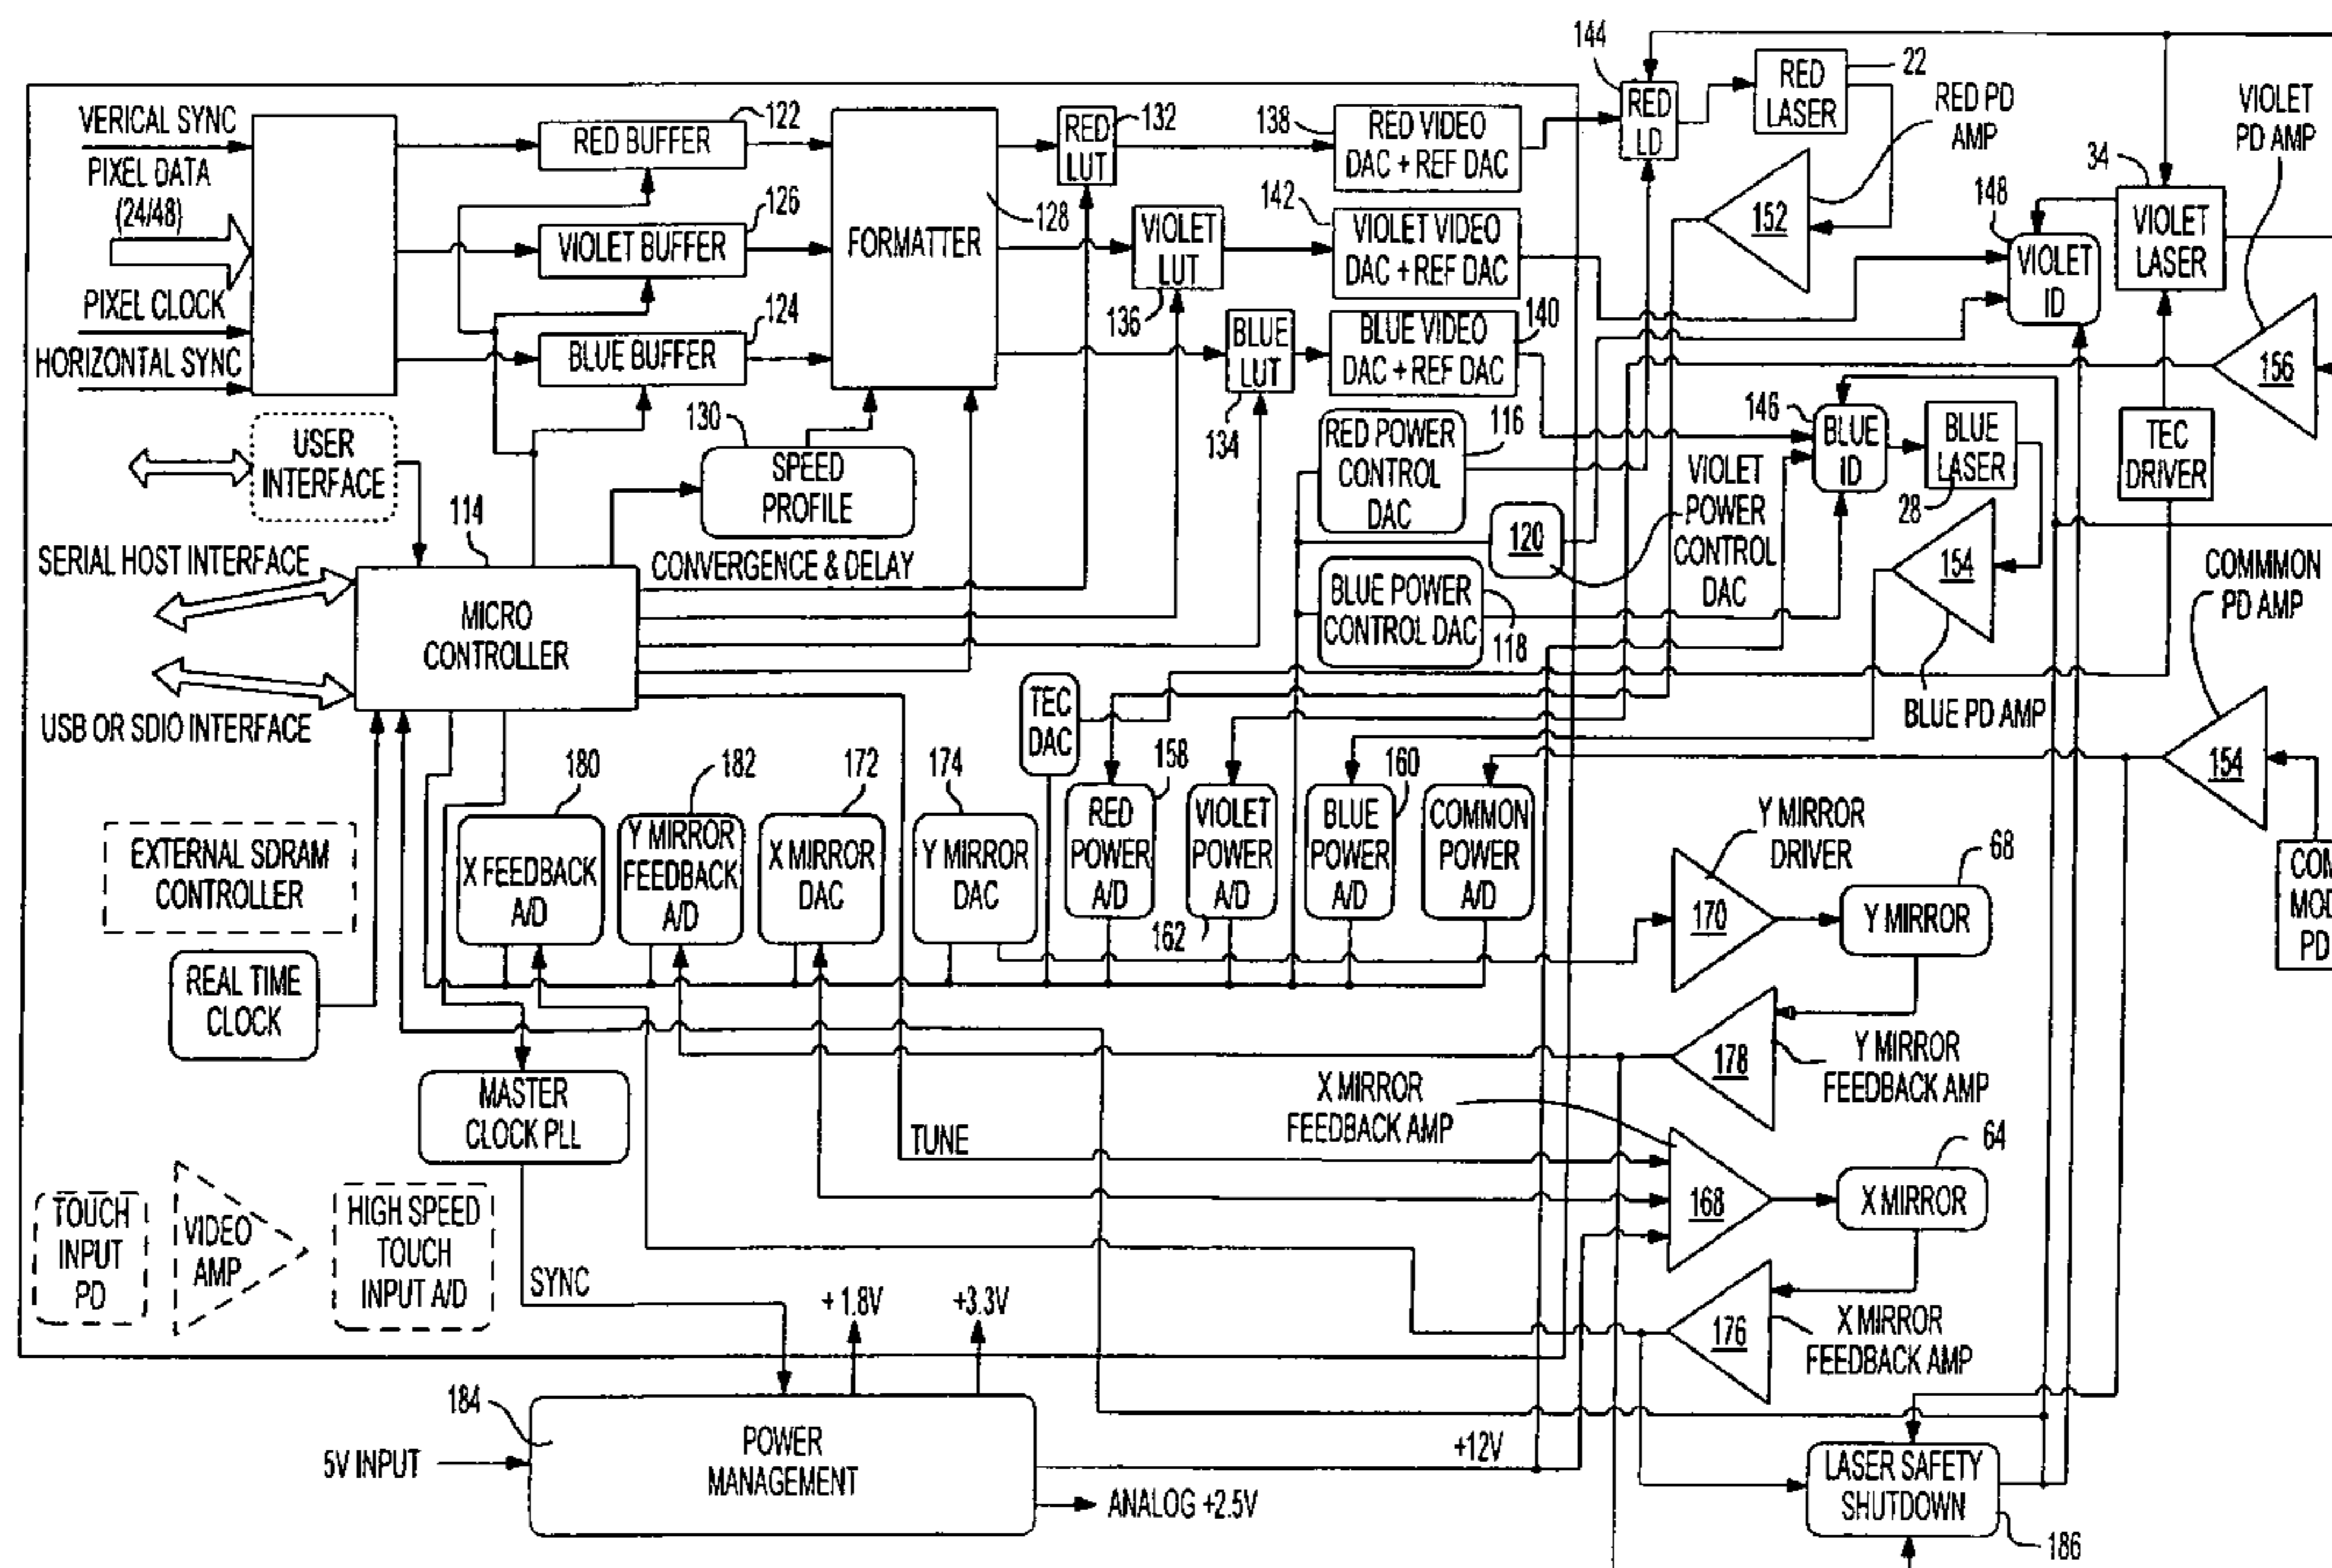 VERICAL SYNC
PIXEL DATA
(24/48)
PIXEL CLOCK
HORIZONTAL SYNC
USER
INTERFACE
114
SERIAL HOST INTERFACE
USB OR SDIO INTERFACE
MICRO
CONTROLLER
RED BUFFER
122
VIOLET BUFFER
126
BLUE BUFFER
124
130
SPEED
PROFILE
CONVERGENCE & DELAY
FORMATTER
128
RED
LUT
132
VIOLET
LUT
136
BLUE
LUT
134
138
RED VIDEO
DAC + REF DAC
142
VIOLET VIDEO
DAC + REF DAC
BLUE VIDEO
DAC + REF DAC
140
RED POWER
CONTROL
DAC
116
120
BLUE POWER
CONTROL DAC
118
VIOLET
POWER
CONTROL
DAC
144
RED
LD
RED
LASER
22
RED PD
AMP
152
VIOLET
PD AMP
34
VIOLET
LASER
148
VIOLET
ID
156
146
BLUE
ID
BLUE
LASER
28
TEC
DRIVER
154
BLUE PD AMP
COMMMON
PD AMP
154
COM
MOD
PD
TEC
DAC
180
X FEEDBACK
A/D
182
Y MIRROR
FEEDBACK
A/D
172
X MIRROR
DAC
174
Y MIRROR
DAC
158
RED
POWER
A/D
VIOLET
POWER
A/D
162
160
BLUE
POWER
A/D
COMMON
POWER
A/D
Y MIRROR
DRIVER
170
68
Y MIRROR
178
Y MIRROR
FEEDBACK AMP
X MIRROR
FEEDBACK AMP
168
64
X MIRROR
176
X MIRROR
FEEDBACK AMP
EXTERNAL SDRAM
CONTROLLER
REAL TIME
CLOCK
MASTER
CLOCK PLL
TUNE
TOUCH
INPUT
PD
VIDEO
AMP
HIGH SPEED
TOUCH
INPUT A/D
SYNC
+ 1.8V
+3.3V
184
5V INPUT
POWER
MANAGEMENT
+12V
ANALOG +2.5V
LASER SAFETY
SHUTDOWN
186